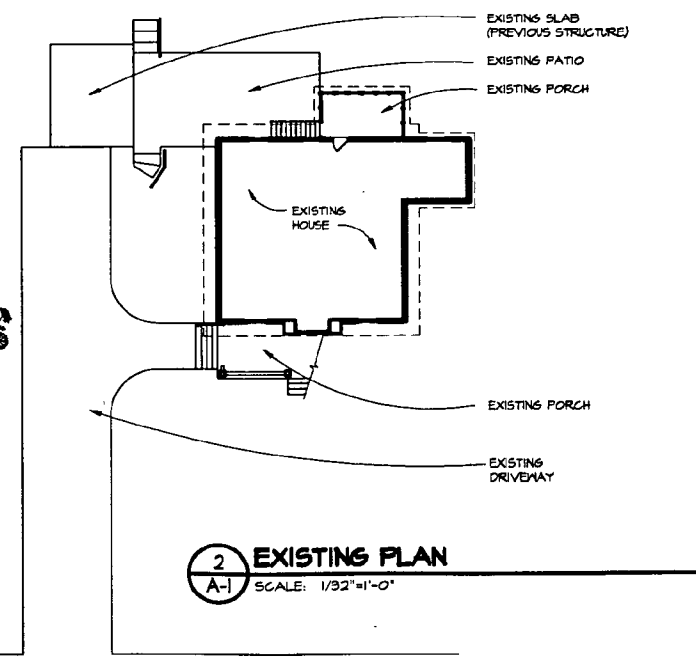 EXISTING SLAB
(PREVIOUS STRUCTURE)
EXISTING PATIO
EXISTING PORCH
EXISTING
HOUSE
EXISTING PORCH
EXISTING
DRIVEWAY
2
A-1
EXISTING PLAN
SCALE: 1/32"=1'-0"